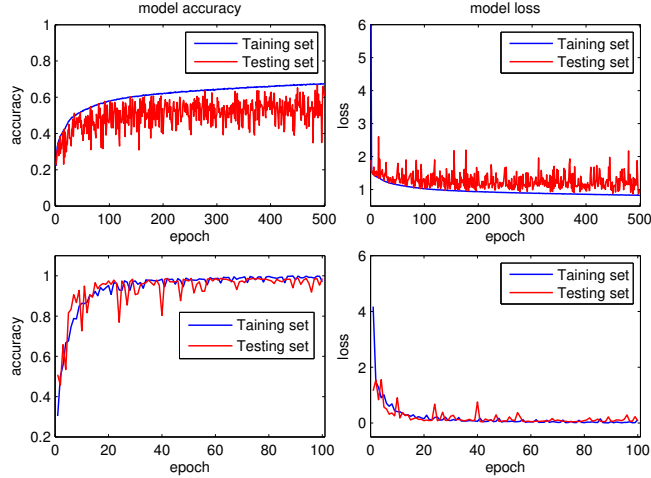 model accuracy
1
0.8
0.6
0.4
0.2
0
accuracy
0 100 200 300 400 500
epoch
Taining set
Testing set
model loss
6
5
4
3
2
1
loss
0 100 200 300 400 500
epoch
Taining set
Testing set
1
0.8
0.6
0.4
0.2
accuracy
0 20 40 60 80 100
epoch
Taining set
Testing set
6
4
2
0
loss
0 20 40 60 80 100
epoch
Taining set
Testing set